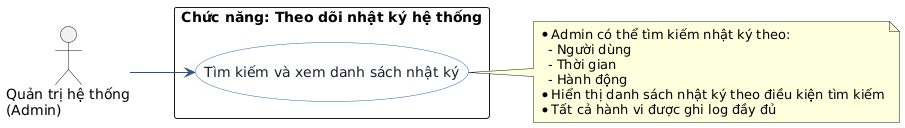 Chức năng: Theo dõi nhật ký hệ thống
Quản trị hệ thống
(Admin)
Tìm kiếm và xem danh sách nhật ký
• Admin có thể tìm kiếm nhật ký theo:
- Người dùng
- Thời gian
- Hành động
• Hiển thị danh sách nhật ký theo điều kiện tìm kiếm
• Tất cả hành vi được ghi log đầy đủ